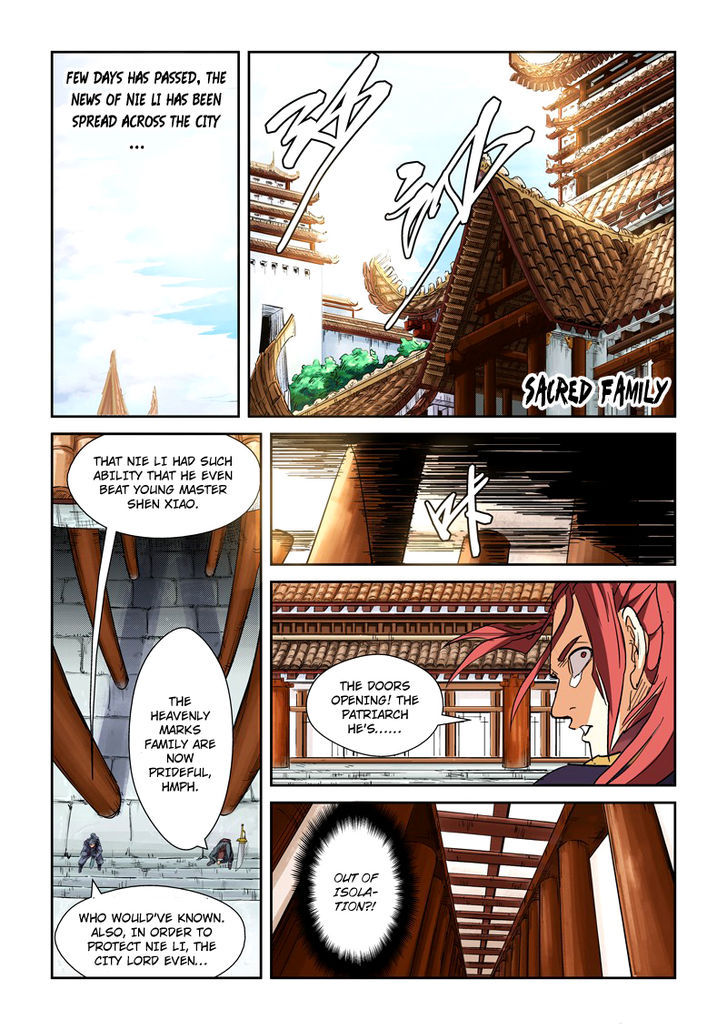 FEW DAYS HAS PASSED, THE
NEWS OF NIE LI HAS BEEN
SPREAD ACROSS THE CITY
...
SACRED FAMILY
THAT NIE LI HAD SUCH
ABILITY THAT HE EVEN
BEAT YOUNG MASTER
SHEN XIAO.
THE
HEAVENLY
MARKS
FAMILY ARE
NOW
PRIDEFUL,
HMPH.
WHO WOULD'VE KNOWN.
ALSO, IN ORDER TO
PROTECT NIE LI, THE
CITY LORD EVEN...
咔
THE DOORS
OPENING! THE
PATRIARCH
HE'S......
OUT OF
ISOLA-
TION?!